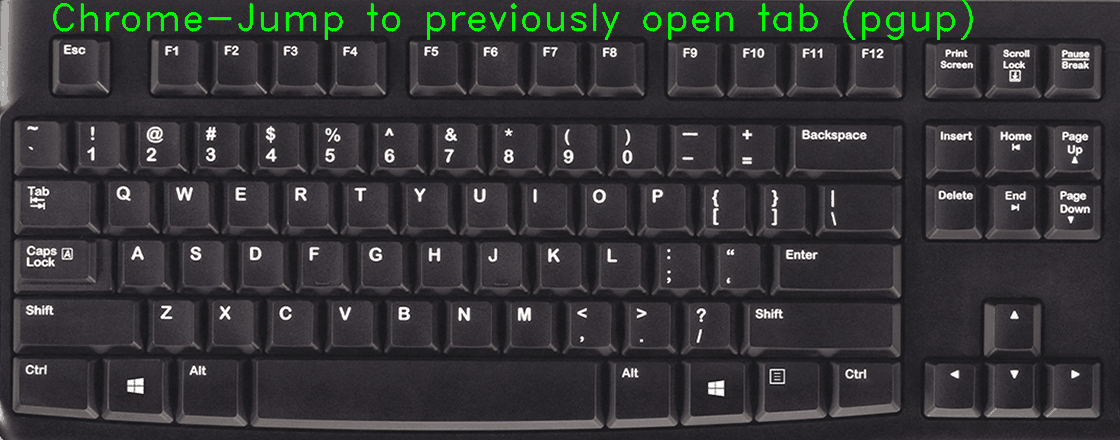 Chrome-Jump to previously open tab (pgup)
Esc F1 F2 F3 F4 F5 F6 F7 F8 F9 F10 F11 F12 Print Screen Scroll Lock Pause Break
~ ` ! 1 @ 2 # 3 $ 4 % 5 ^ 6 & 7 * 8 ( 9 ) 0 — - + = Backspace Insert Home Page Up
Tab Q W E R T Y U I O P { [ } ] | \ Delete End Page Down
Caps Lock A S D F G H J K L : ; “ ‘ Enter
Shift Z X C V B N M < , > . ? / Shift
Ctrl Alt Alt Ctrl